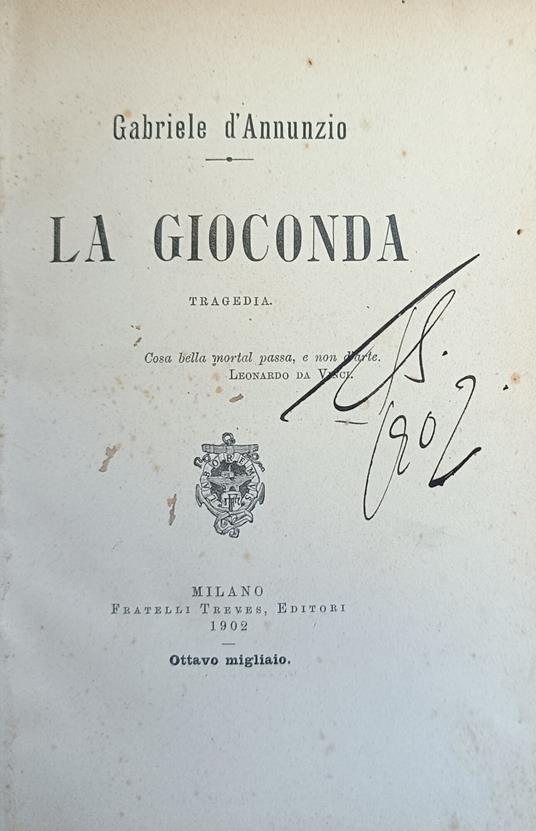 Gabriele d'Annunzio
LA GIOCONDA
TRAGEDIA.
Cosa bella mortal passa, e non d'arte.
LEONARDO DA VINCI.
LABOREMUS
MILANO
FRATELLI TREVES, EDITORI
1902
Ottavo migliaio.